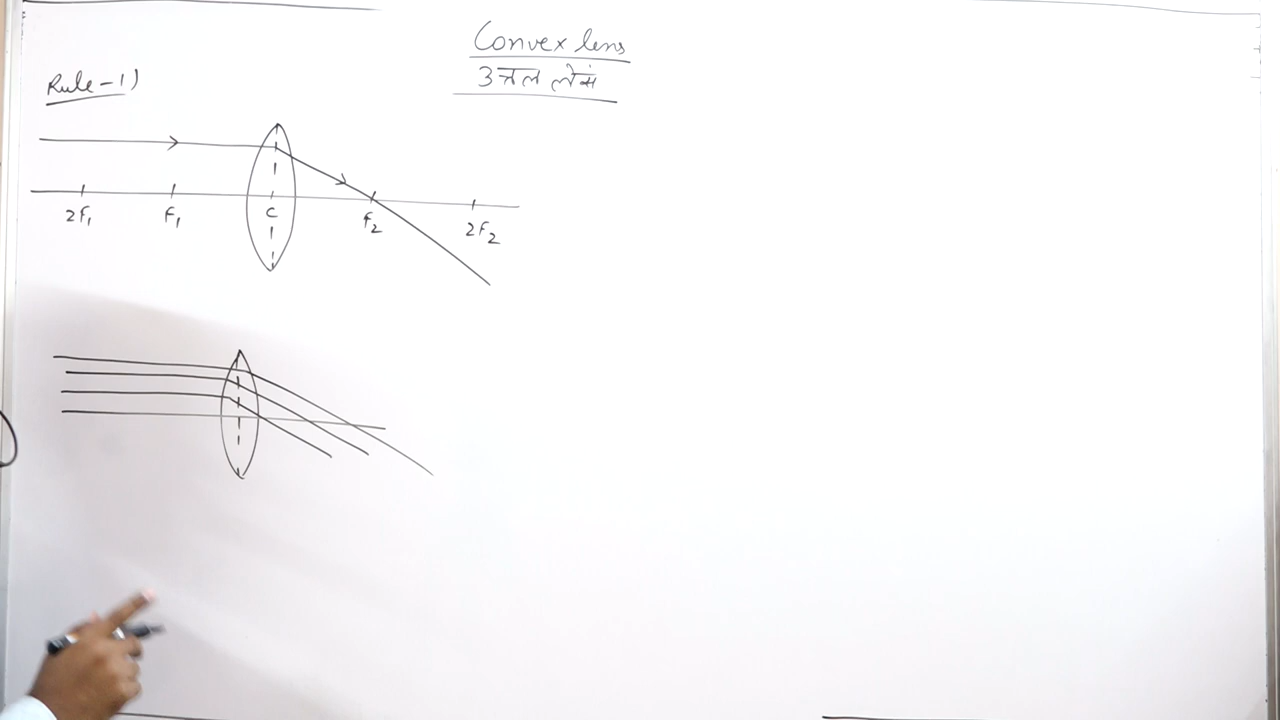 Convex lens
उत्तल लेंस
Rule-1)
2F₁ F₁ C F₂ 2F₂